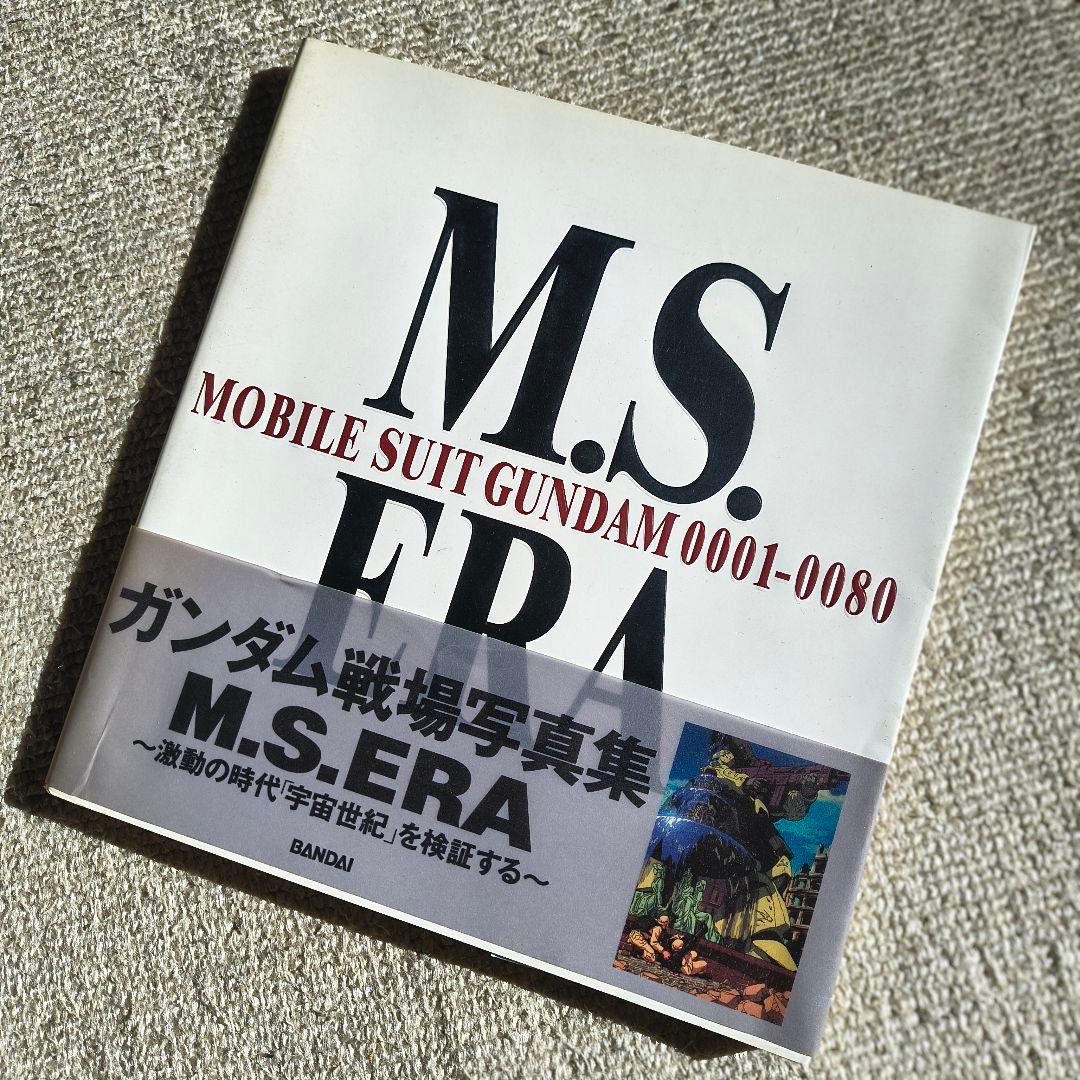 M.S.
MOBILE SUIT GUNDAM 0001-0080
ERA
ガンダム戦場写真集
M.S.ERA
～激動の時代「宇宙世紀」を検証する～
BANDAI